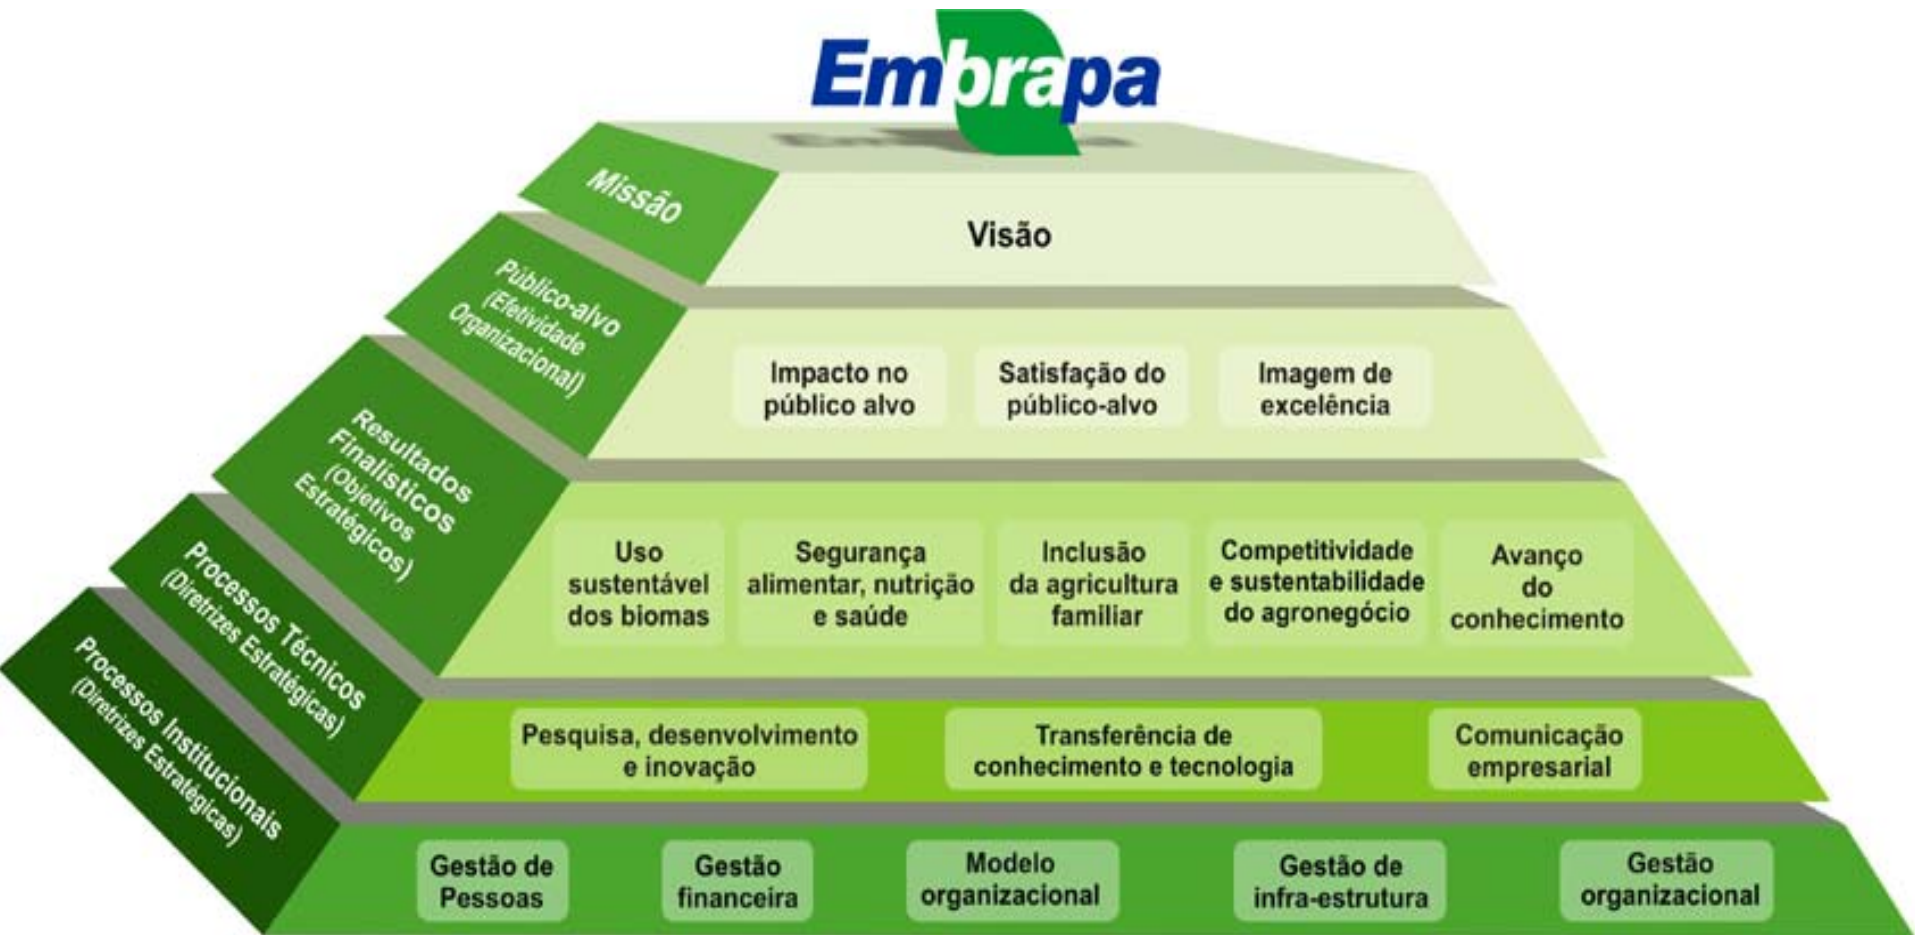 Embrapa
Missão
Visão
Público-alvo
(Efetividade
Organizacional)
Impacto no
público alvo
Satisfação do
público-alvo
Imagem de
excelência
Resultados
Finalísticos
(Objetivos
Estratégicos)
Uso
sustentável
dos biomas
Segurança
alimentar, nutrição
e saúde
Inclusão
da agricultura
familiar
Competitividade
e sustentabilidade
do agronegócio
Avanço
do
conhecimento
Processos Técnicos
(Diretrizes Estratégicas)
Pesquisa, desenvolvimento
e inovação
Transferência de
conhecimento e tecnologia
Comunicação
empresarial
Processos Institucionais
(Diretrizes Estratégicas)
Gestão de
Pessoas
Gestão
financeira
Modelo
organizacional
Gestão de
infra-estrutura
Gestão
organizacional